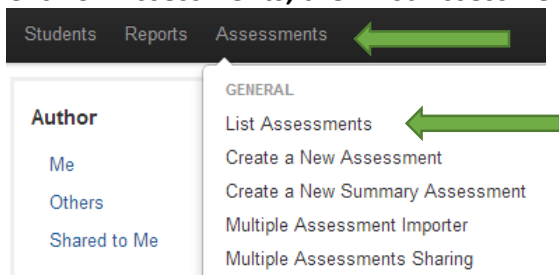 Students Reports Assessments
GENERAL
Author
List Assessments
Me
Create a New Assessment
Others
Create a New Summary Assessment
Shared to Me
Multiple Assessment Importer
Multiple Assessments Sharing